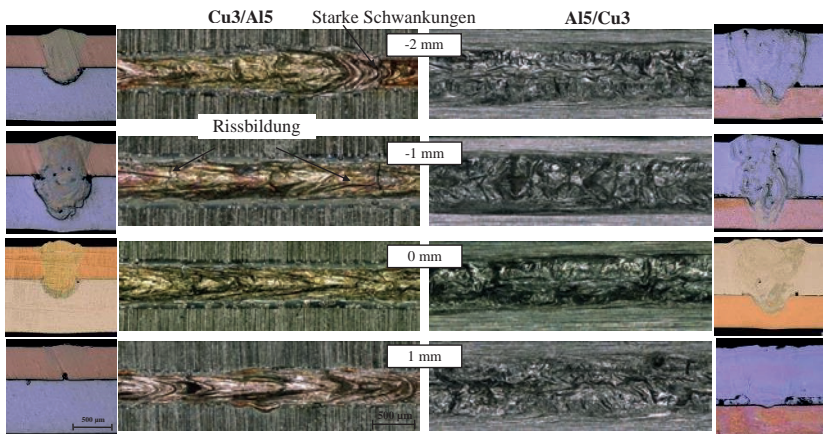 Cu3/Al5
Starke Schwankungen
Al5/Cu3
-2 mm
Rissbildung
-1 mm
0 mm
1 mm
500 µm
500 µm